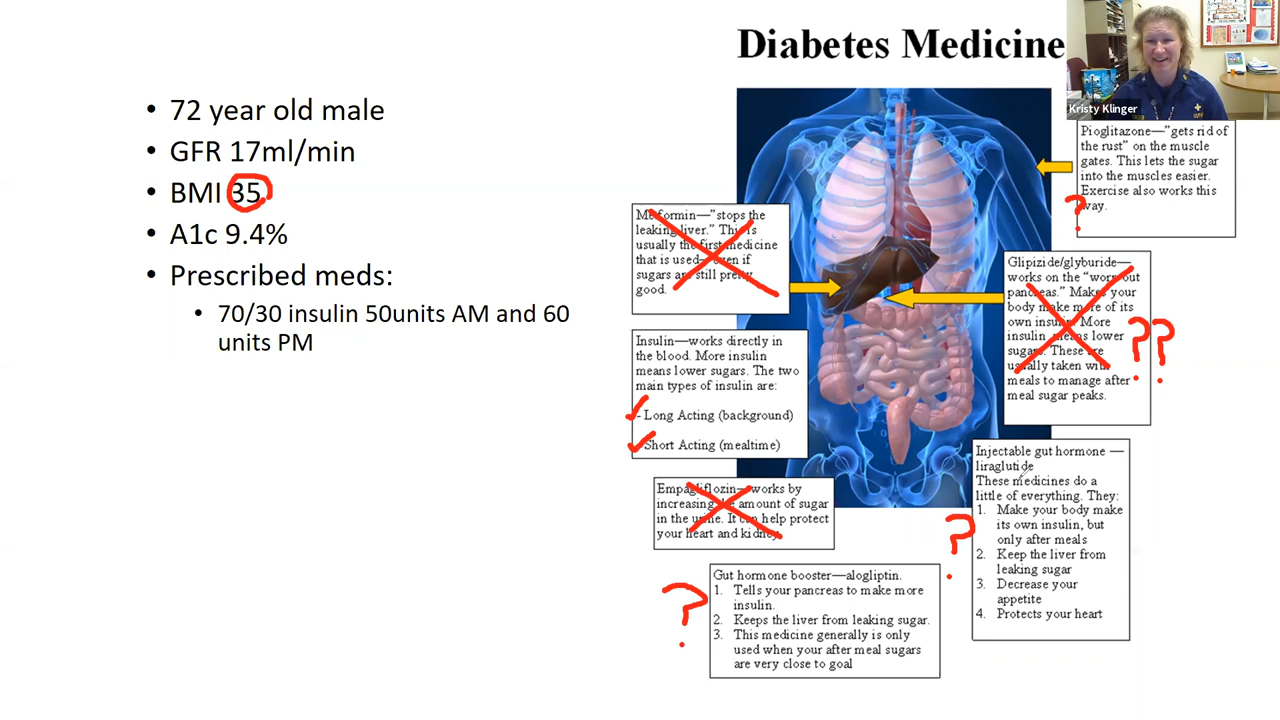 Diabetes Medicine
Kristy Klinger
• 72 year old male
• GFR 17ml/min
• BMI 35
• A1c 9.4%
• Prescribed meds:
• 70/30 insulin 50units AM and 60
units PM
Pioglitazone—"gets rid of
the rust" on the muscle
gates. This lets the sugar
into the muscles easier.
Exercise also works this
way.
?
Metformin—"stops the
leaking liver." This is
usually the first medicine
that is used—even if
sugars are still pretty
good.
Glipizide/glyburide—
works on the "worn out
pancreas." Makes your
body make more of its
own insulin. More
insulin means lower
sugars. These are
usually taken with
meals to manage after
meal sugar peaks.
??
Insulin—works directly in
the blood. More insulin
means lower sugars. The two
main types of insulin are:
- Long Acting (background)
Short Acting (mealtime)
Empagliflozin—works by
increasing the amount of sugar
in the urine. It can help protect
your heart and kidney
Injectable gut hormone —
liraglutide
These medicines do a
little of everything. They:
1. Make your body make
its own insulin, but
only after meals
2. Keep the liver from
leaking sugar
3. Decrease your
appetite
4. Protects your heart
?
Gut hormone booster—alogliptin.
1. Tells your pancreas to make more
insulin.
2. Keeps the liver from leaking sugar.
3. This medicine generally is only
used when your after meal sugars
are very close to goal
?